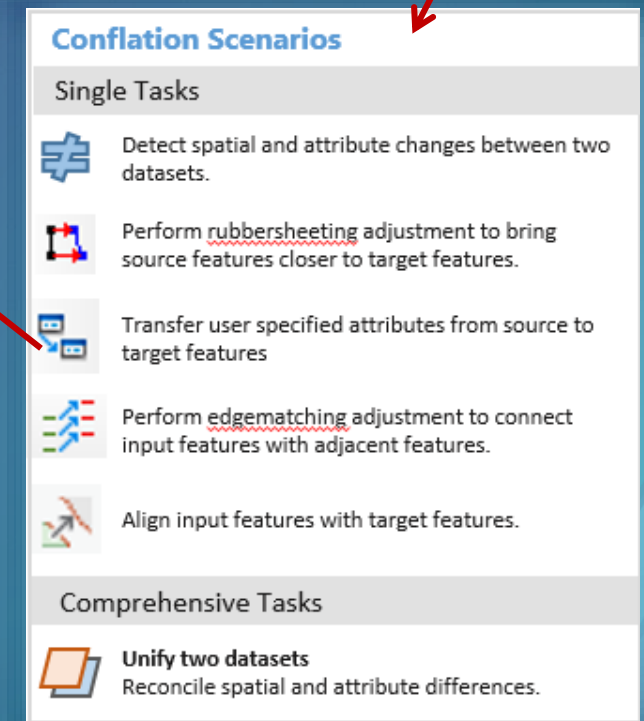 Conflation Scenarios
Single Tasks
Detect spatial and attribute changes between two
datasets.
Perform rubbersheeting adjustment to bring
source features closer to target features.
Transfer user specified attributes from source to
target features
Perform edgematching adjustment to connect
input features with adjacent features.
Align input features with target features.
Comprehensive Tasks
Unify two datasets
Reconcile spatial and attribute differences.